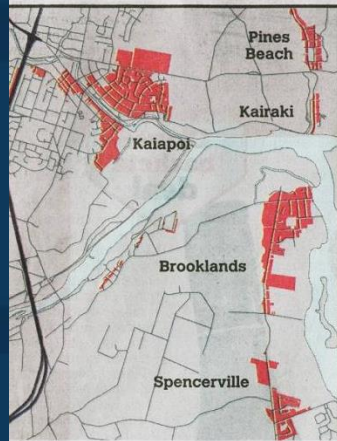 Pines
Beach
Kairaki
Kaiapoi
Brooklands
Spencerville